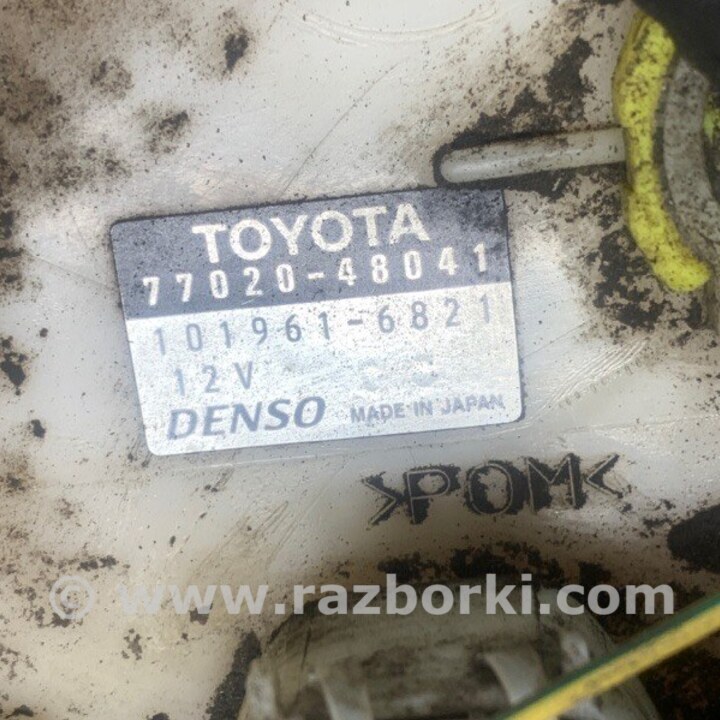 TOYOTA
77020-48041
101961-6821
12V
DENSO MADE IN JAPAN
>POM<
© www.razborki.com